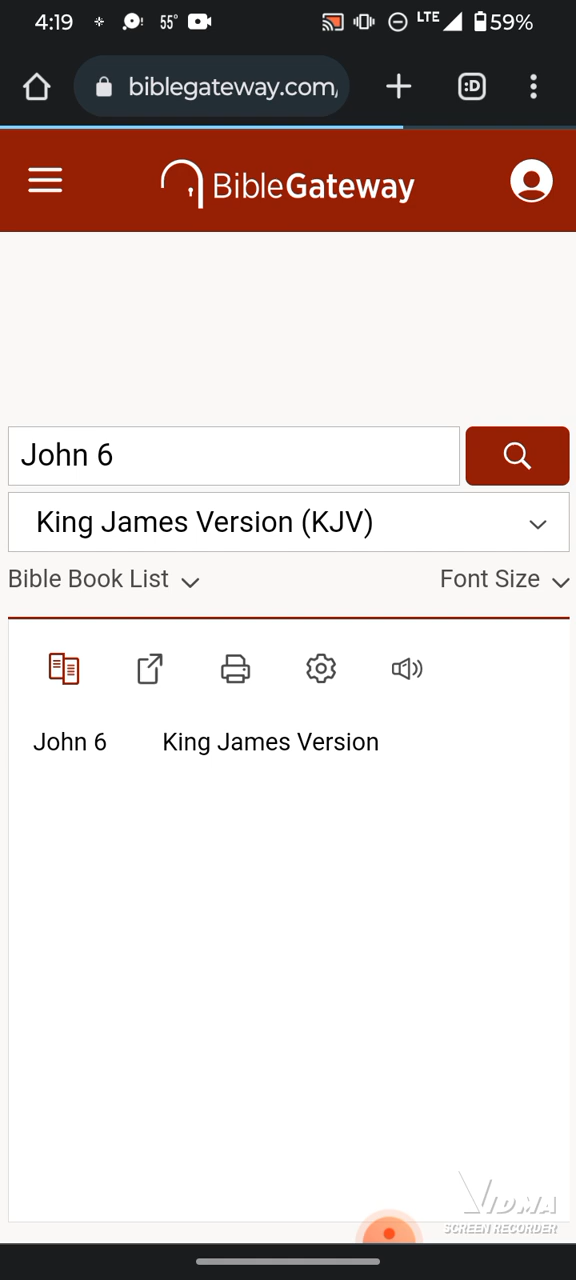 4:19 55° LTE 59%
biblegateway.com, :D
BibleGateway
John 6
King James Version (KJV)
Bible Book List Font Size
John 6 King James Version
VIDMA
SCREEN RECORDER